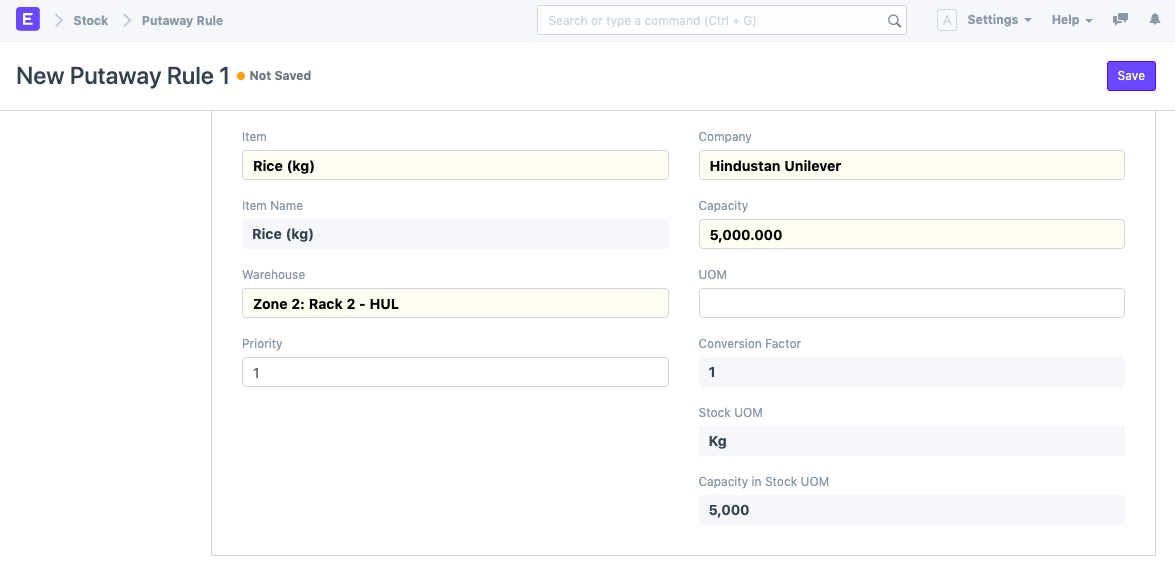 E Stock Putaway Rule Search or type a command (Ctrl + G) A Settings Help
New Putaway Rule 1 Not Saved Save
Item
Rice (kg)
Item Name
Rice (kg)
Warehouse
Zone 2: Rack 2 - HUL
Priority
1
Company
Hindustan Unilever
Capacity
5,000.000
UOM
Conversion Factor
1
Stock UOM
Kg
Capacity in Stock UOM
5,000